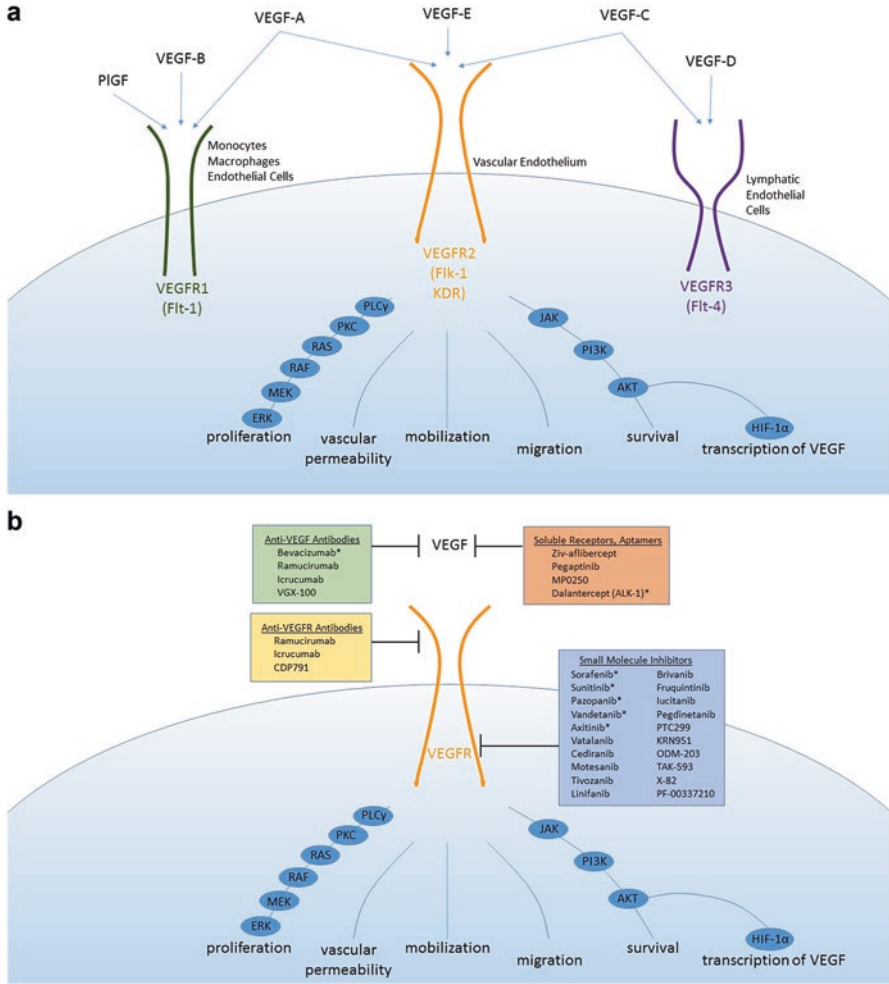 a
VEGF-A
VEGF-E
VEGF-C
VEGF-B
VEGF-D
PlGF
Monocytes
Macrophages
Endothelial Cells
Vascular Endothelium
Lymphatic
Endothelial
Cells
VEGFR1
(Flt-1)
VEGFR2
(Flk-1
KDR)
VEGFR3
(Flt-4)
PLCγ
PKC
RAS
RAF
MEK
ERK
JAK
PI3K
AKT
HIF-1α
proliferation
vascular
permeability
mobilization
migration
survival
transcription of VEGF
b
Anti-VEGF Antibodies
Bevacizumab*
Ramucirumab
Icrucumab
VGX-100
VEGF
Soluble Receptors, Aptamers
Ziv-aflibercept
Pegaptinib
MP0250
Dalantercept (ALK-1)*
Anti-VEGFR Antibodies
Ramucirumab
Icrucumab
CDP791
Small Molecule Inhibitors
Sorafenib* Brivanib
Sunitinib* Fruquintinib
Pazopanib* lucitanib
Vandetanib* Pegdinetanib
Axitinib* PTC299
Vatalanib KRN951
Cediranib ODM-203
Motesanib TAK-593
Tivozanib X-82
Linifanib PF-00337210
VEGFR
PLCγ
PKC
RAS
RAF
MEK
ERK
JAK
PI3K
AKT
HIF-1α
proliferation
vascular
permeability
mobilization
migration
survival
transcription of VEGF